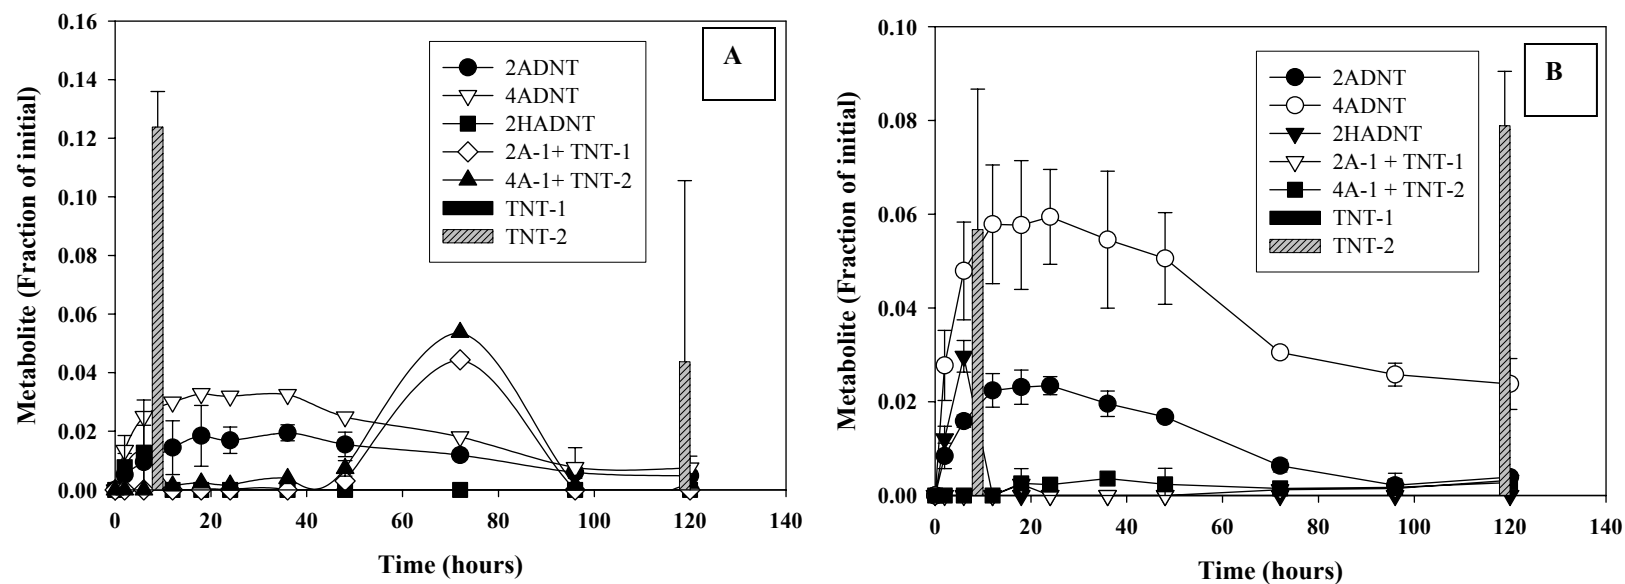 A
Metabolite (Fraction of initial)
0.16
0.14
0.12
0.10
0.08
0.06
0.04
0.02
0.00
2ADNT
4ADNT
2HADNT
2A-1+ TNT-1
4A-1+ TNT-2
TNT-1
TNT-2
0 20 40 60 80 100 120 140
Time (hours)
B
Metabolite (Fraction of initial)
0.10
0.08
0.06
0.04
0.02
0.00
2ADNT
4ADNT
2HADNT
2A-1 + TNT-1
4A-1 + TNT-2
TNT-1
TNT-2
0 20 40 60 80 100 120 140
Time (hours)